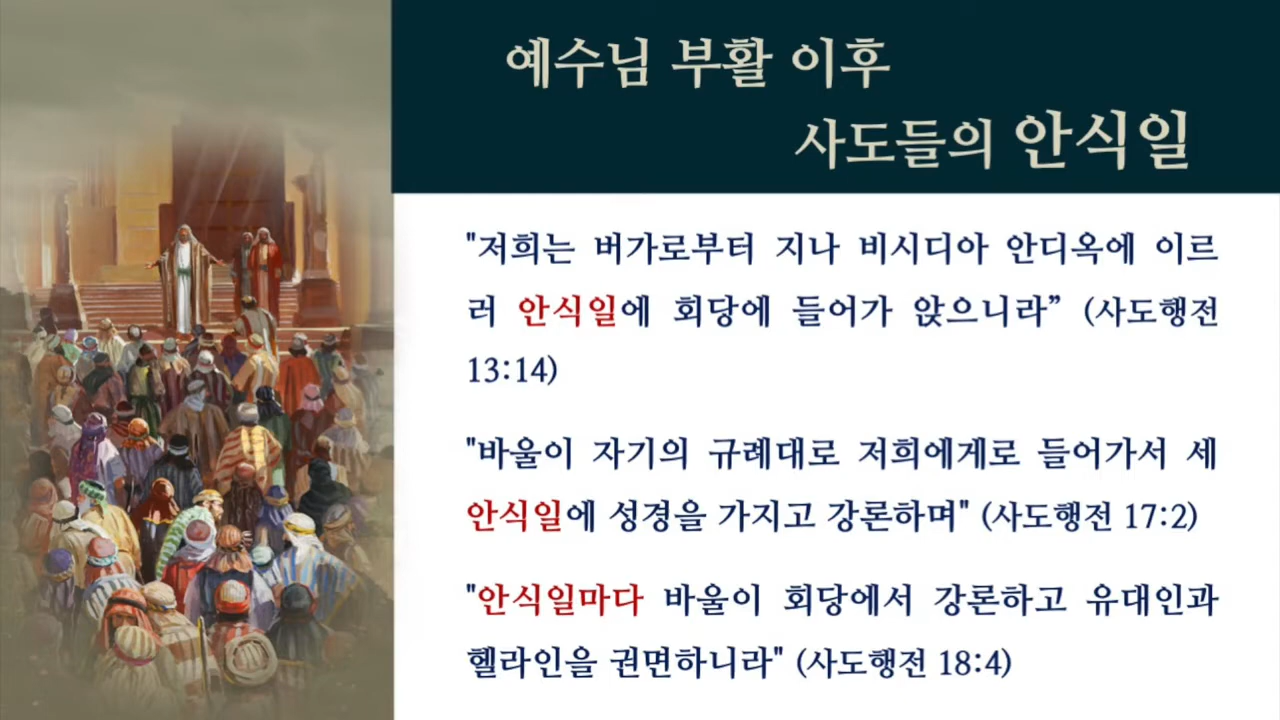 예수님 부활 이후
사도들의 안식일
"저희는 버가로부터 지나 비시디아 안디옥에 이르
러 안식일에 회당에 들어가 앉으니라” (사도행전
13:14)
"바울이 자기의 규례대로 저희에게로 들어가서 세
안식일에 성경을 가지고 강론하며" (사도행전 17:2)
"안식일마다 바울이 회당에서 강론하고 유대인과
헬라인을 권면하니라" (사도행전 18:4)